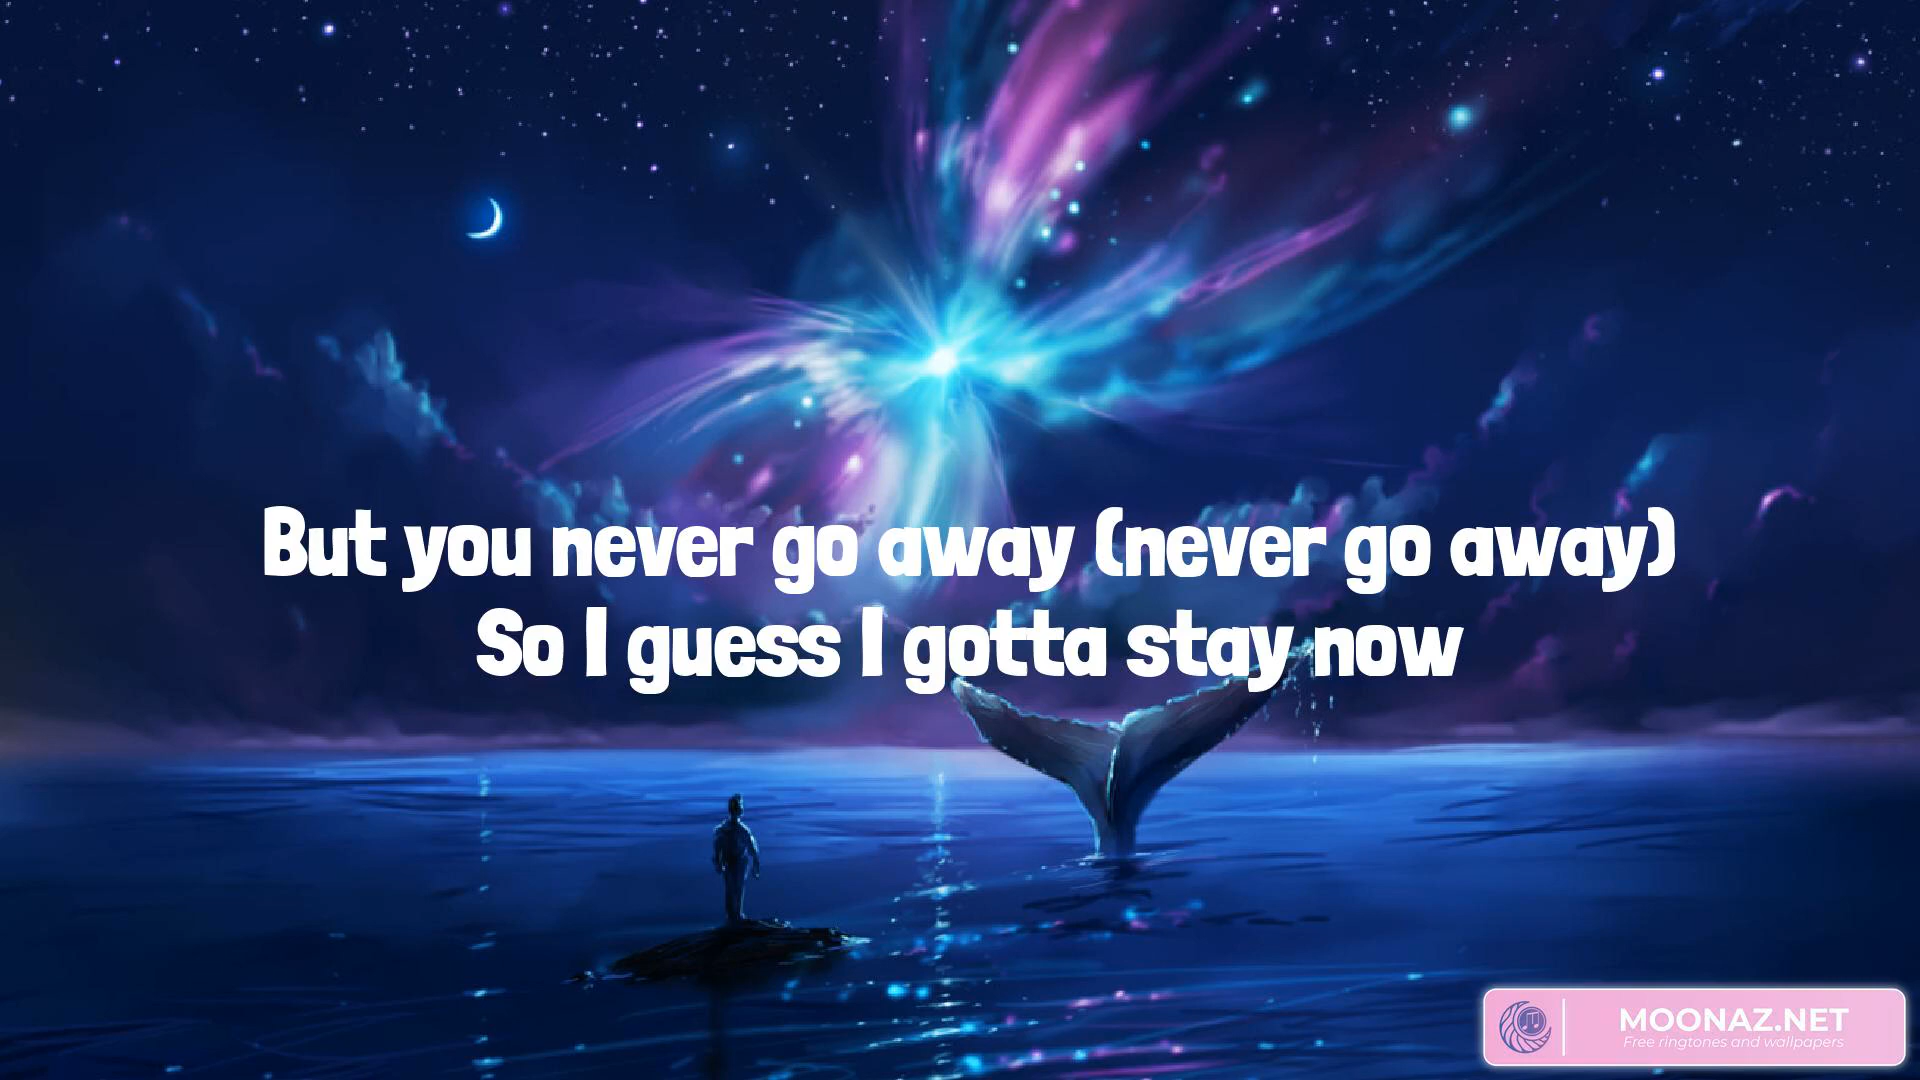 But you never go away (never go away)
So I guess I gotta stay now
MOONAZ.NET
Free ringtones and wallpapers